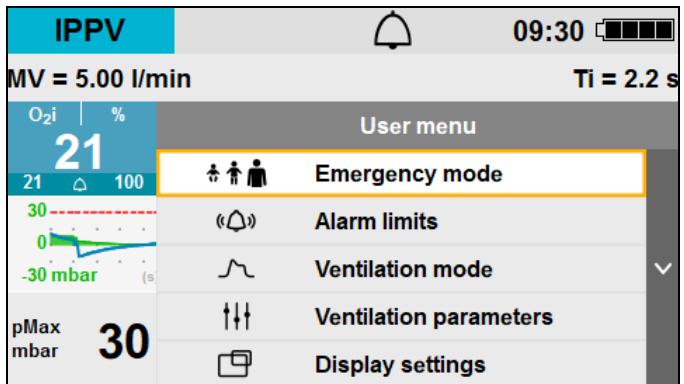 IPPV 09:30
MV = 5.00 l/min Ti = 2.2 s
O₂i %
21
21 100
30
0
-30 mbar (s
pMax
mbar 30
User menu
Emergency mode
Alarm limits
Ventilation mode
Ventilation parameters
Display settings